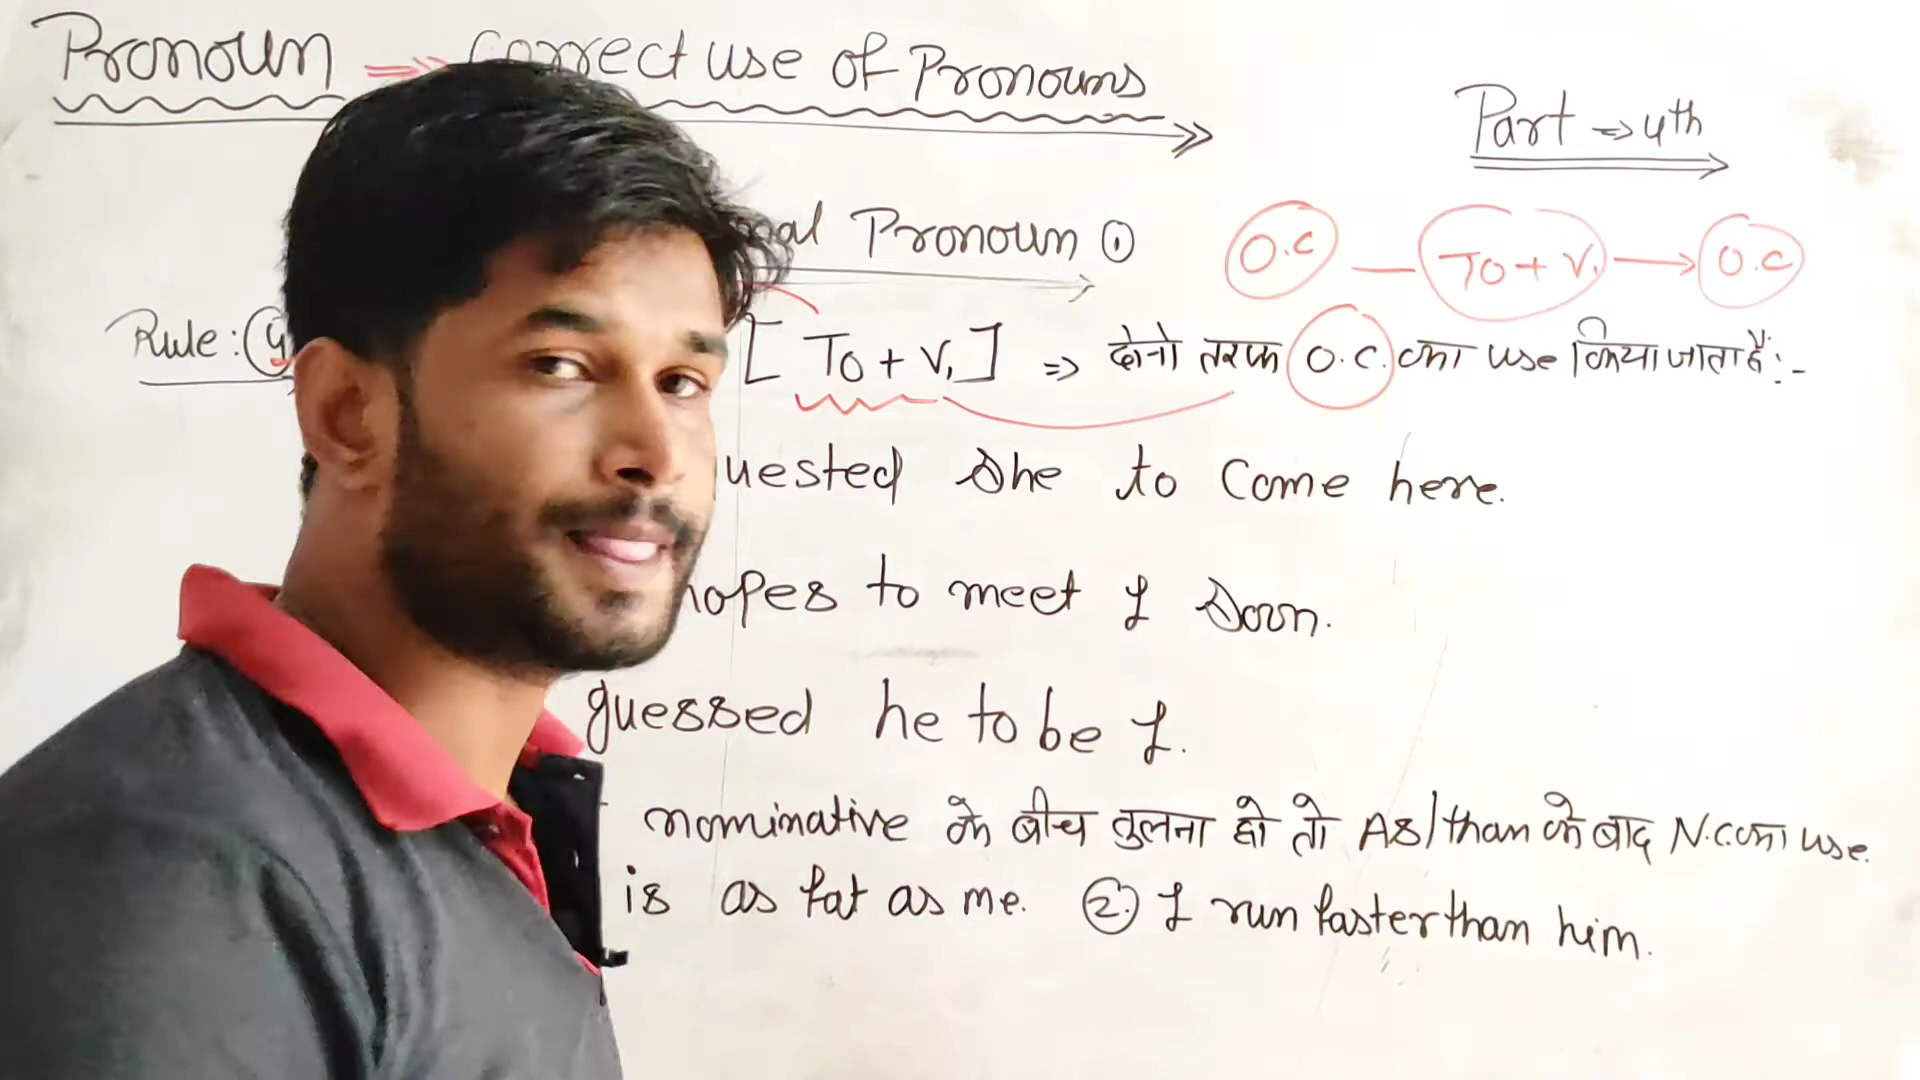 Pronoun => Correct use of Pronouns
Part => 4th
Pronoun ①
O.C — To + V₁ → O.C
Rule: ④ [To + V₁] => दोनो तरफ O.C. का use किया जाता है :-
uested she to come here.
hopes to meet I soon.
guessed he to be I.
nominative के बीच तुलना हो तो As/than के बाद N.C. का use.
is as fat as me. ② I run faster than him.